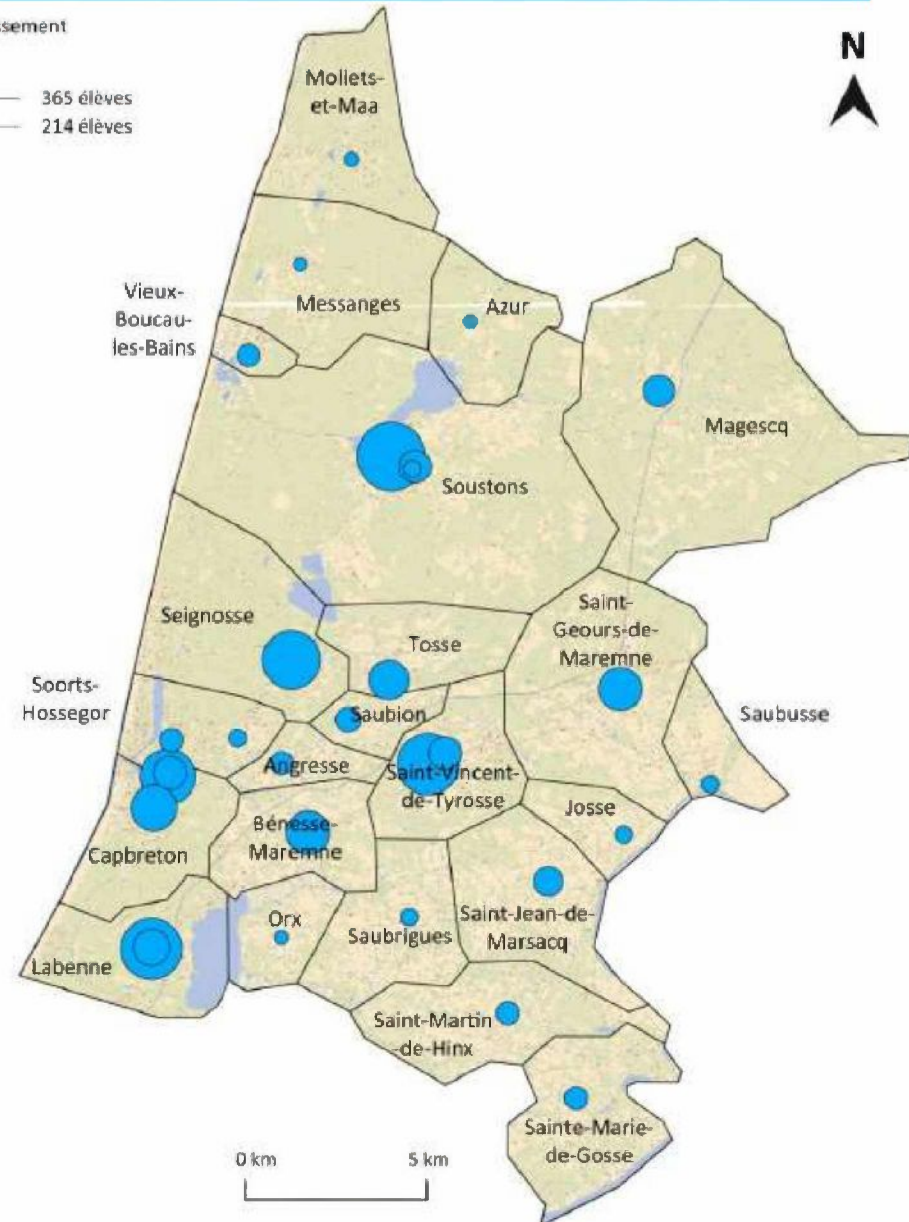 365 élèves
214 élèves
N
Moliets-
et-Maa
Messanges
Azur
Vieux-
Boucau-
les-Bains
Magescq
Soustons
Seignosse
Tosse
Saint-
Geours-de-
Maremne
Soorts-
Hossegor
Saubion
Saubusse
Angresse
Saint-Vincent-
de-Tyrosse
Josse
Bénesse-
Maremne
Capbreton
Orx
Saubrigues
Saint-Jean-de-
Marsacq
Labenne
Saint-Martin
-de-Hinx
Sainte-Marie-
de-Gosse
0 km
5 km